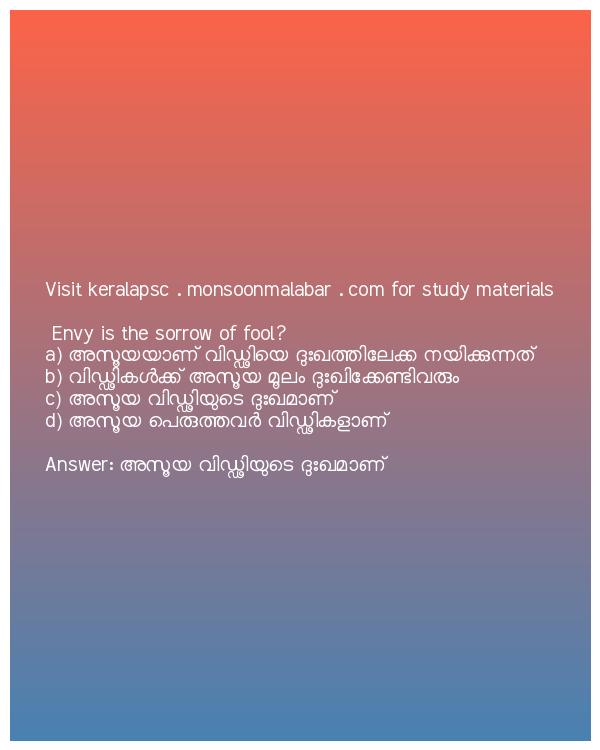 Visit keralapsc . monsoonmalabar . com for study materials
Envy is the sorrow of fool?
a) അസൂയയാണ് വിഡ്ഢിയെ ദുഃഖത്തിലേക്ക നയിക്കുന്നത്
b) വിഡ്ഢികൾക്ക് അസൂയ മൂലം ദുഃഖിക്കേണ്ടിവരും
c) അസൂയ വിഡ്ഢിയുടെ ദുഃഖമാണ്
d) അസൂയ പെരുത്തവർ വിഡ്ഢികളാണ്
Answer: അസൂയ വിഡ്ഢിയുടെ ദുഃഖമാണ്